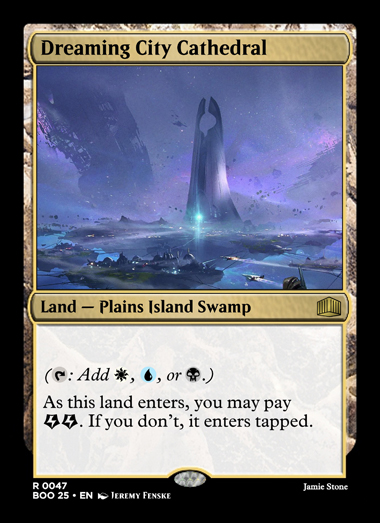 Dreaming City Cathedral
Land — Plains Island Swamp
(: Add , , or .)
As this land enters, you may pay
. If you don't, it enters tapped.
R 0047
Jamie Stone
BOO 25 • EN Jeremy Fenske